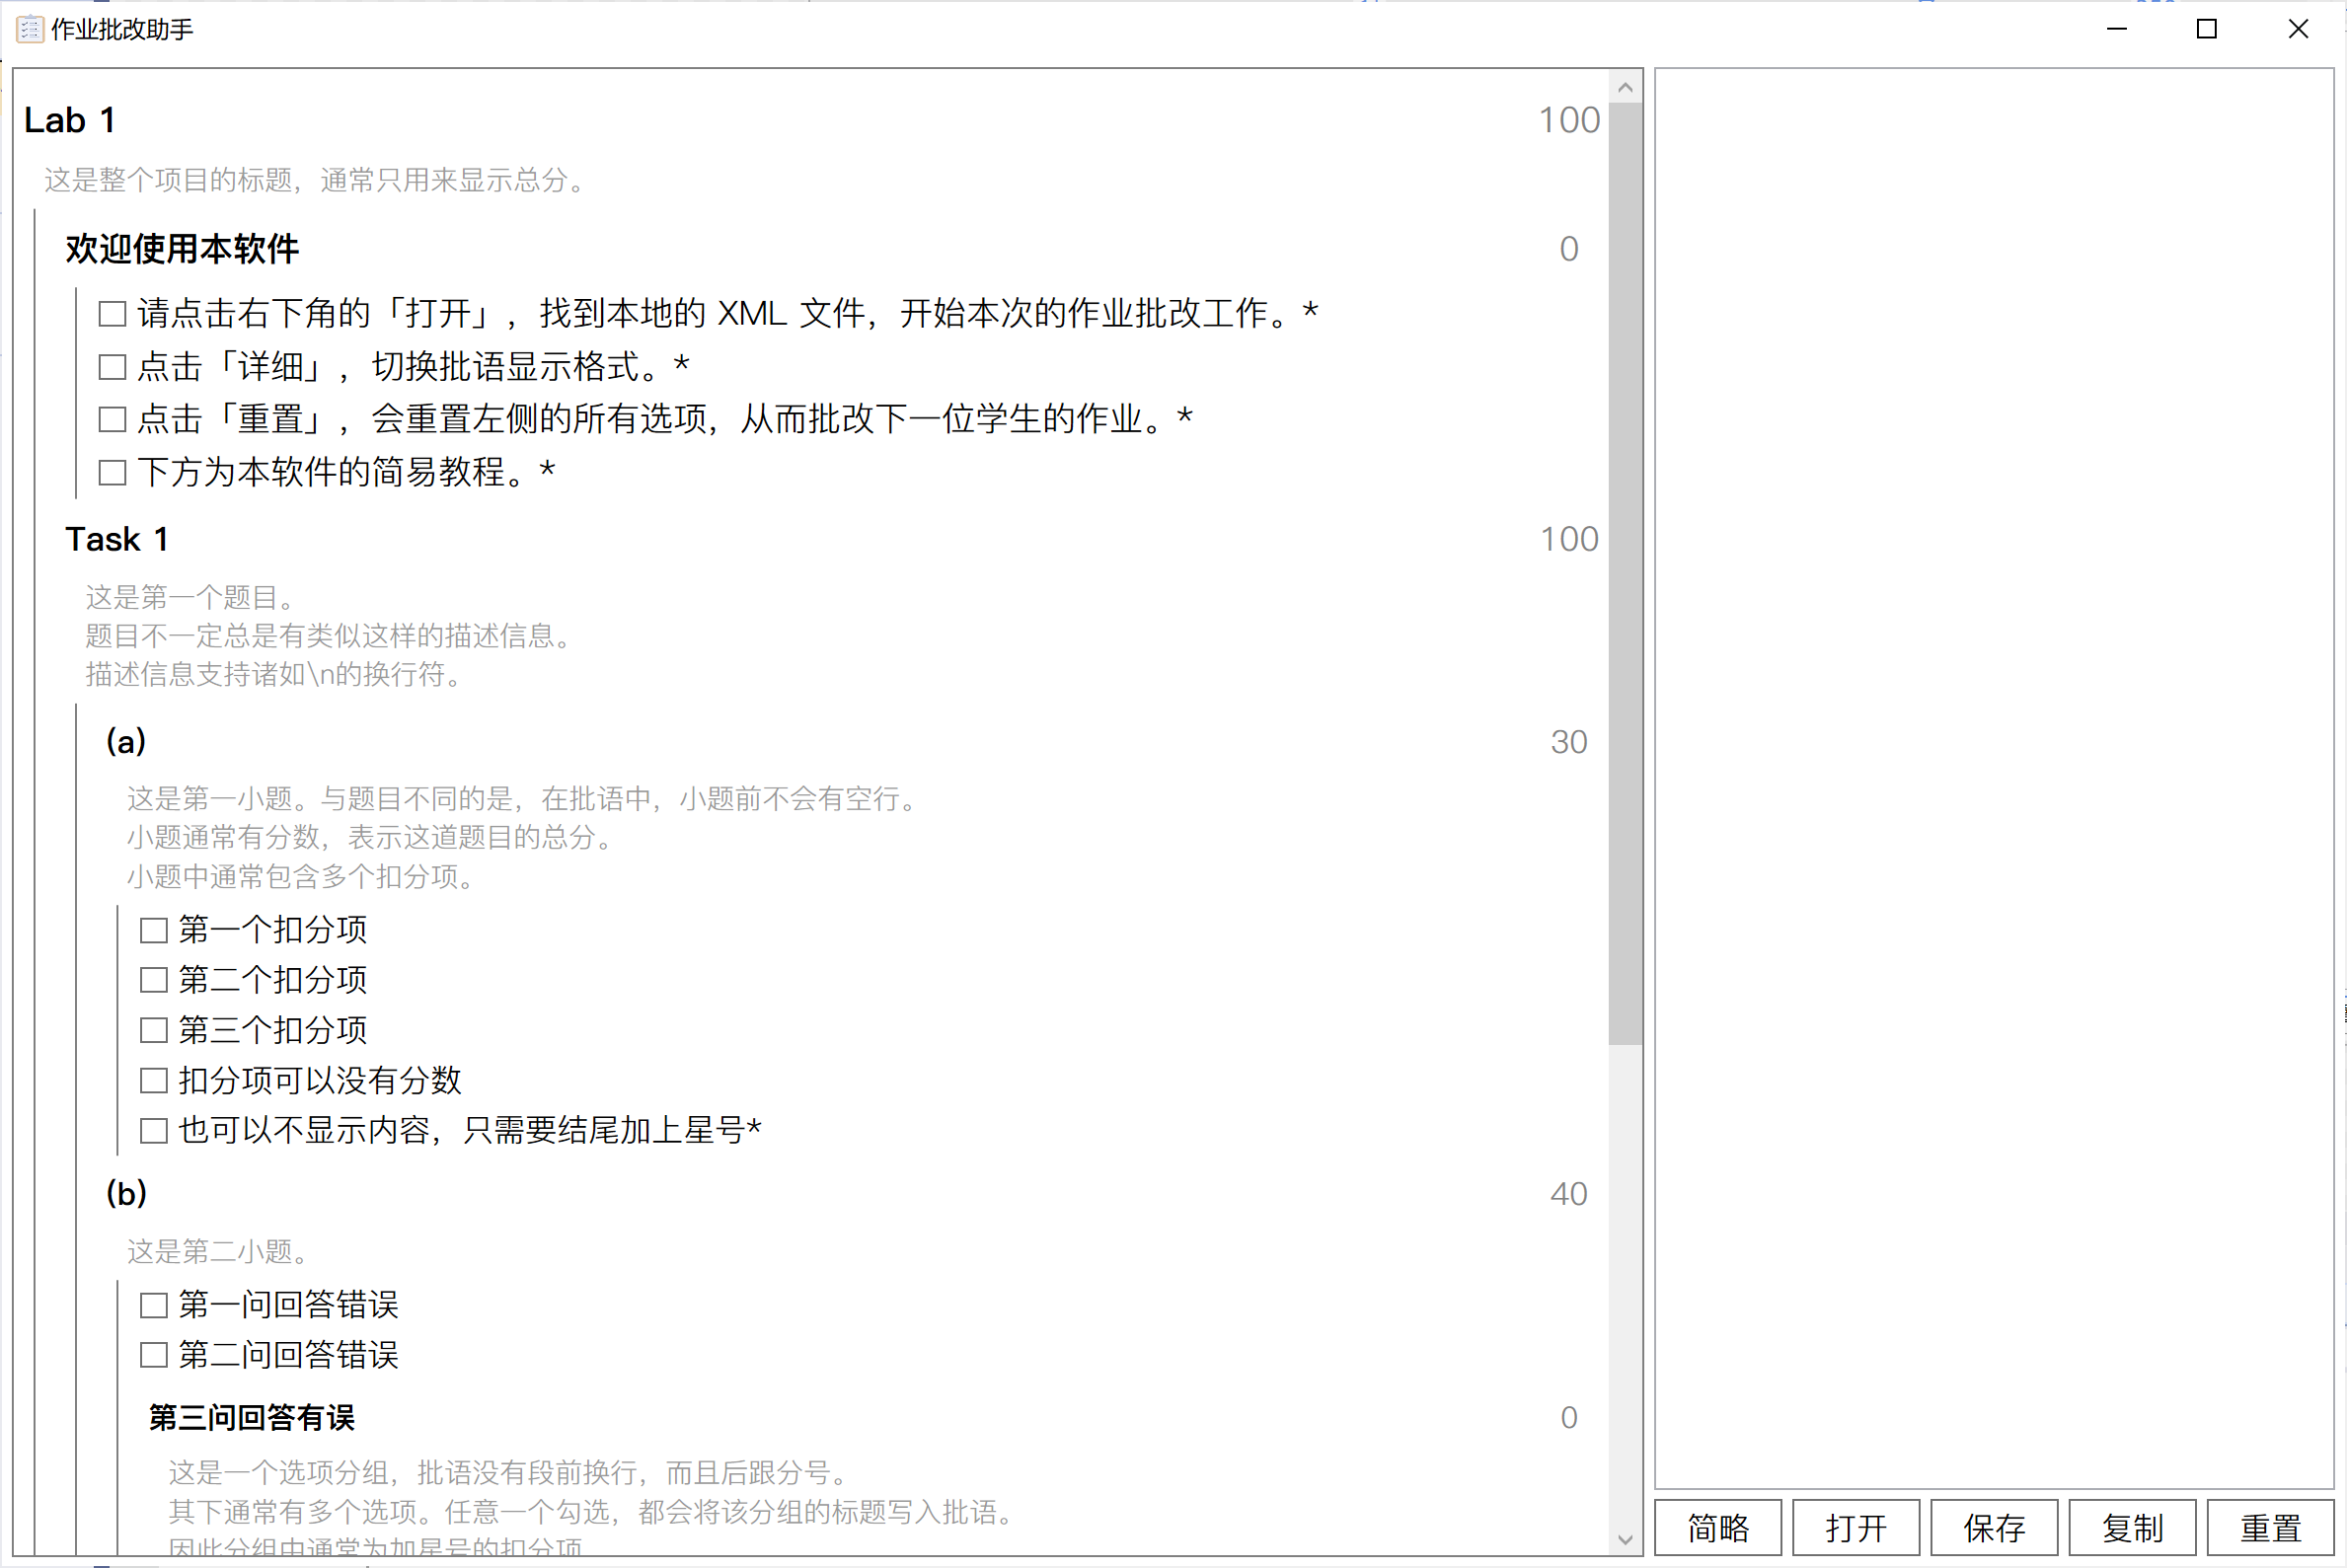 作业批改助手
Lab 1 100
这是整个项目的标题，通常只用来显示总分。
欢迎使用本软件 0
请点击右下角的「打开」，找到本地的 XML 文件，开始本次的作业批改工作。*
点击「详细」，切换批语显示格式。*
点击「重置」，会重置左侧的所有选项，从而批改下一位学生的作业。*
下方为本软件的简易教程。*
Task 1 100
这是第一个题目。
题目不一定总是有类似这样的描述信息。
描述信息支持诸如\n的换行符。
(a) 30
这是第一小题。与题目不同的是，在批语中，小题前不会有空行。
小题通常有分数，表示这道题目的总分。
小题中通常包含多个扣分项。
第一个扣分项
第二个扣分项
第三个扣分项
扣分项可以没有分数
也可以不显示内容，只需要结尾加上星号*
(b) 40
这是第二小题。
第一问回答错误
第二问回答错误
第三问回答有误 0
这是一个选项分组，批语没有段前换行，而且后跟分号。
其下通常有多个选项。任意一个勾选，都会将该分组的标题写入批语。
因此分组中通常为加星号的扣分项
简略 打开 保存 复制 重置